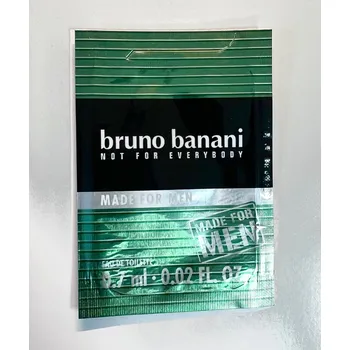 bruno banani
NOT FOR EVERYBODY
MADE FOR MEN
MADE FOR
MEN
EAU DE TOILETTE
0.7 ml · 0.02 FL. OZ.